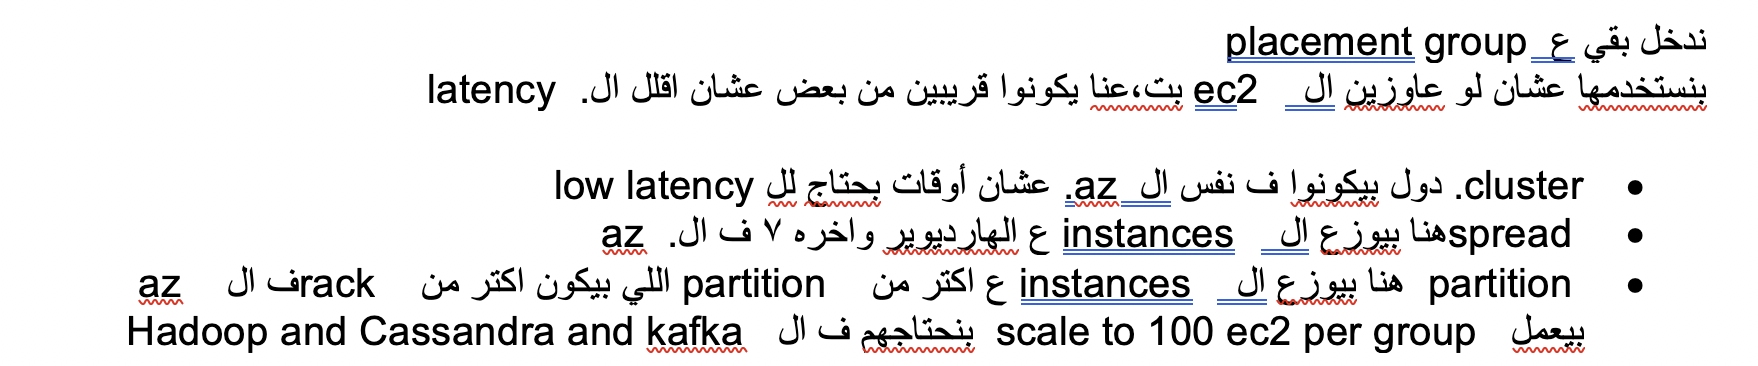 ندخل بقي ع placement group
بنستخدمها عشان لو عاوزين ال ec2 بت،عنا يكونوا قريبين من بعض عشان اقلل ال. latency
cluster. دول بيكونوا ف نفس ال az. عشان أوقات بحتاج لل low latency
spreadهنا بيوزع ال instances ع الهارديوير واخره ٧ ف ال. az
partition هنا بيوزع ال instances ع اكتر من partition اللي بيكون اكتر من rackف ال az
بيعمل scale to 100 ec2 per group بنحتاجهم ف ال Hadoop and Cassandra and kafka